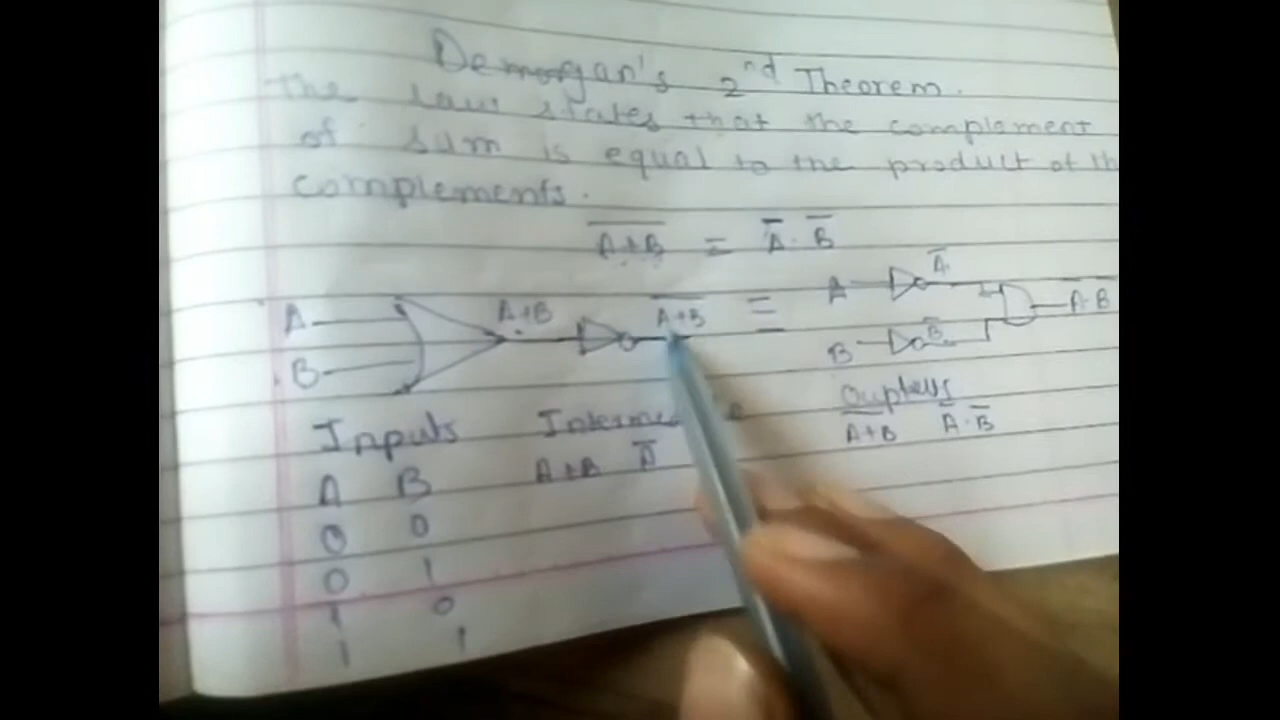 Demorgan's 2nd Theorem.
The law states that the complement
of sum is equal to the product of th
complements.
A̅+̅B̅ = A̅ . B̅
A
B
A+B
A̅+̅B̅
=
A
A̅
B
B̅
A̅.B̅
Inputs Outputs
A B A+B A̅ A̅+̅B̅ A̅.B̅
0 0
0 1
1 0
1 1